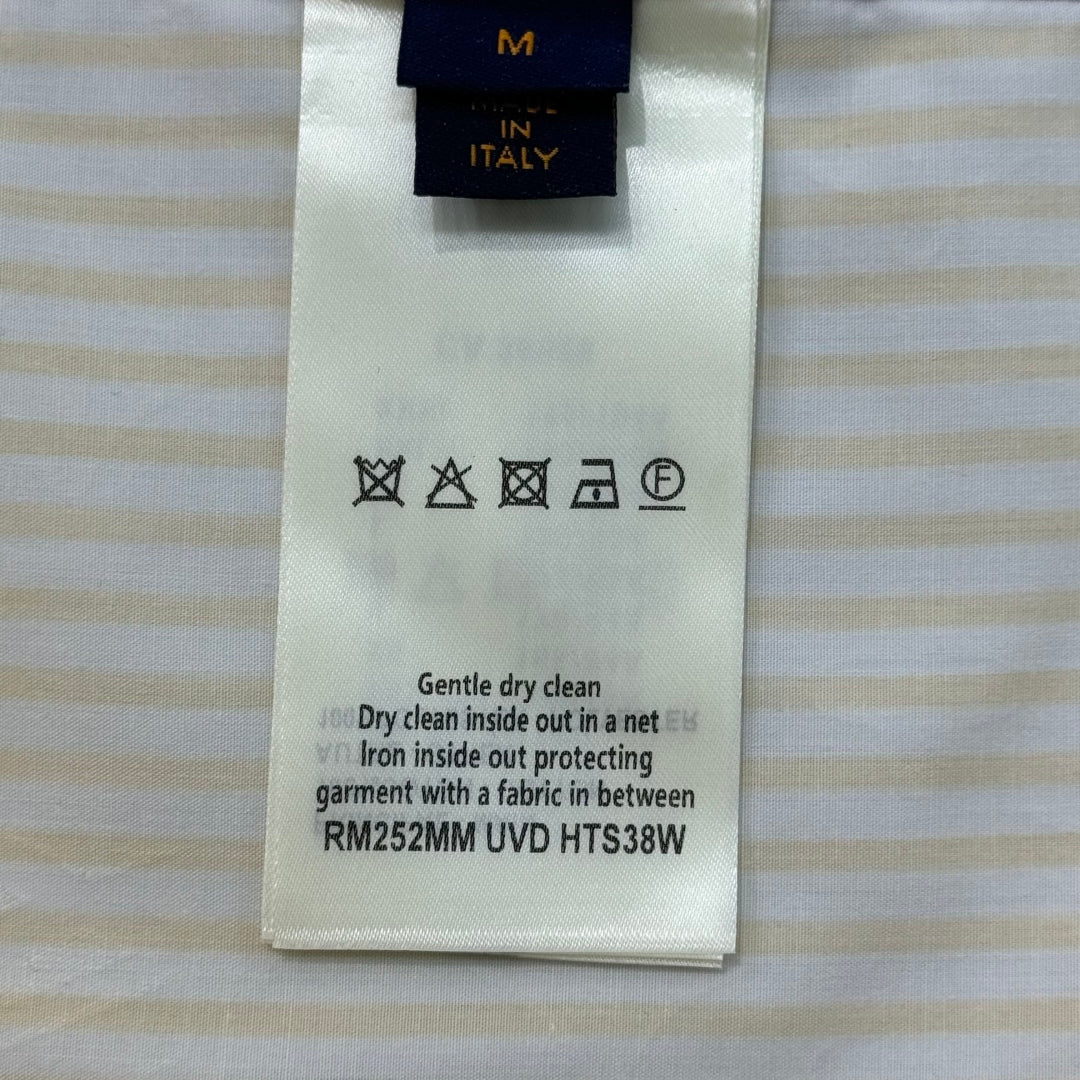 M
MADE
IN
ITALY
F
Gentle dry clean
Dry clean inside out in a net
Iron inside out protecting
garment with a fabric in between
RM252MM UVD HTS38W